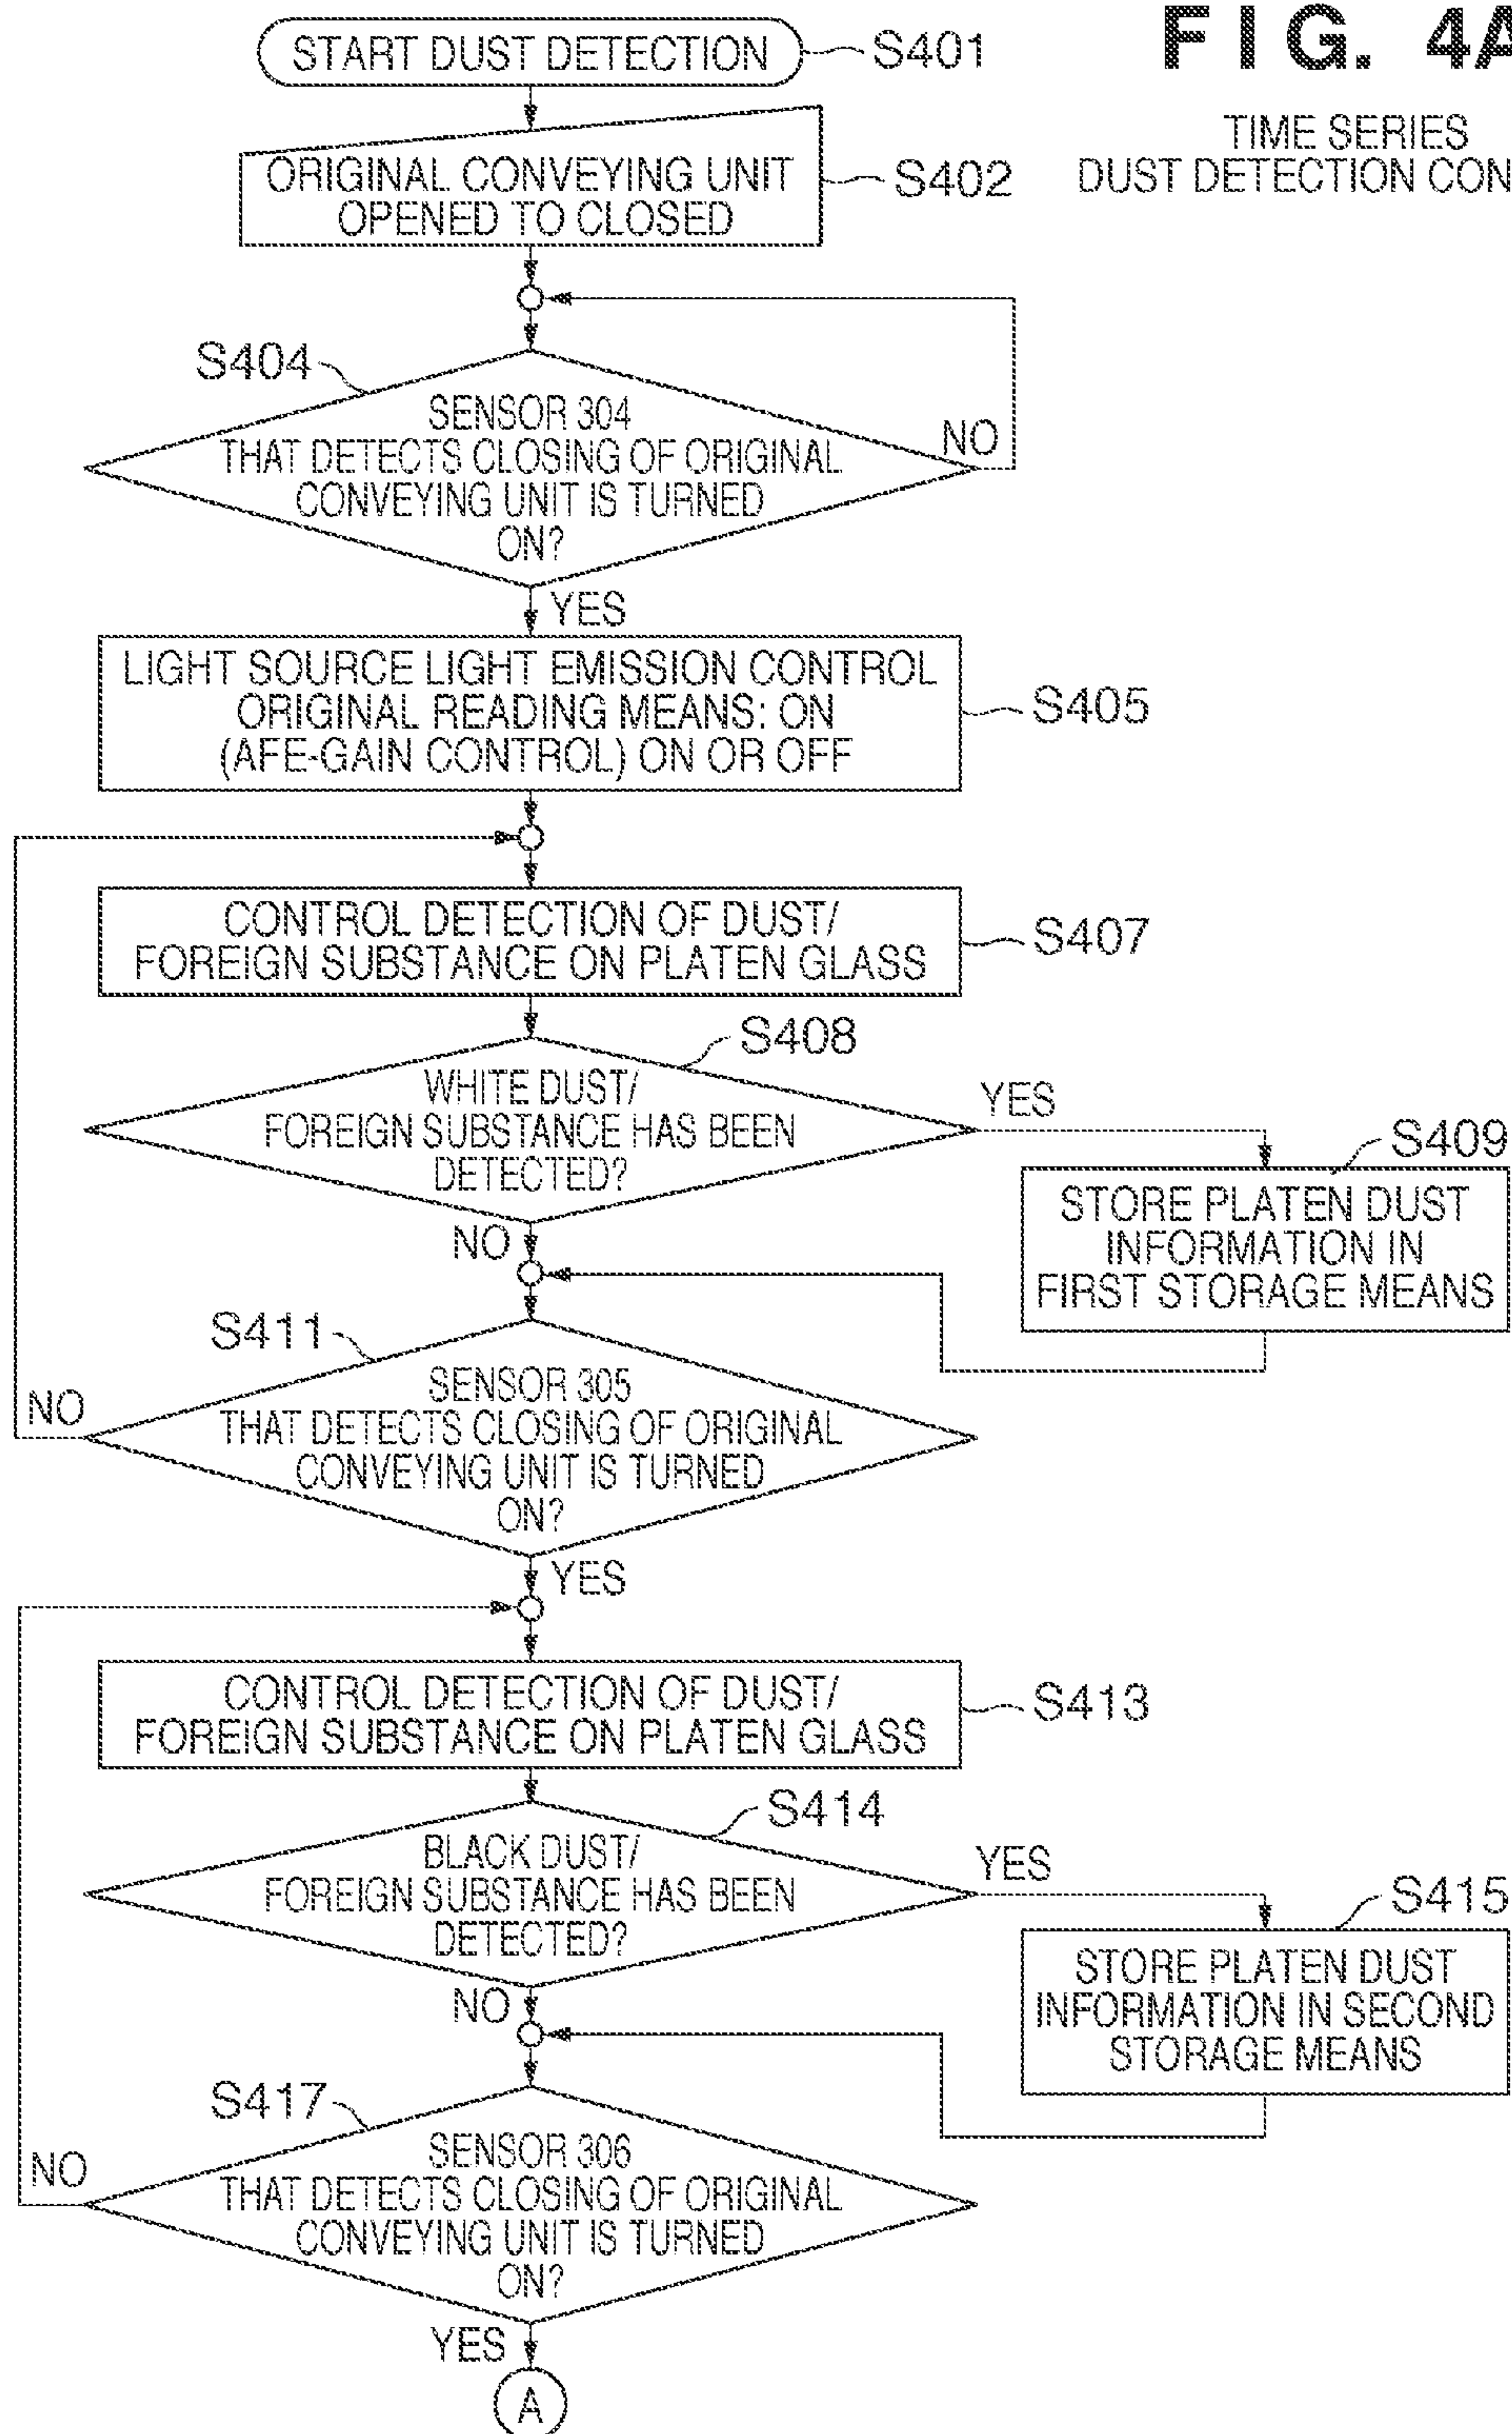 FIG. 4A
TIME SERIES
DUST DETECTION CON
START DUST DETECTION
S401
ORIGINAL CONVEYING UNIT
OPENED TO CLOSED
S402
S404
SENSOR 304
THAT DETECTS CLOSING OF ORIGINAL
CONVEYING UNIT IS TURNED
ON?
NO
YES
LIGHT SOURCE LIGHT EMISSION CONTROL
ORIGINAL READING MEANS: ON
(AFE-GAIN CONTROL) ON OR OFF
S405
CONTROL DETECTION OF DUST/
FOREIGN SUBSTANCE ON PLATEN GLASS
S407
S408
WHITE DUST/
FOREIGN SUBSTANCE HAS BEEN
DETECTED?
YES
S409
STORE PLATEN DUST
INFORMATION IN
FIRST STORAGE MEANS
NO
S411
SENSOR 305
THAT DETECTS CLOSING OF ORIGINAL
CONVEYING UNIT IS TURNED
ON?
NO
YES
CONTROL DETECTION OF DUST/
FOREIGN SUBSTANCE ON PLATEN GLASS
S413
S414
BLACK DUST/
FOREIGN SUBSTANCE HAS BEEN
DETECTED?
YES
S415
STORE PLATEN DUST
INFORMATION IN SECOND
STORAGE MEANS
NO
S417
SENSOR 306
THAT DETECTS CLOSING OF ORIGINAL
CONVEYING UNIT IS TURNED
ON?
NO
YES
A